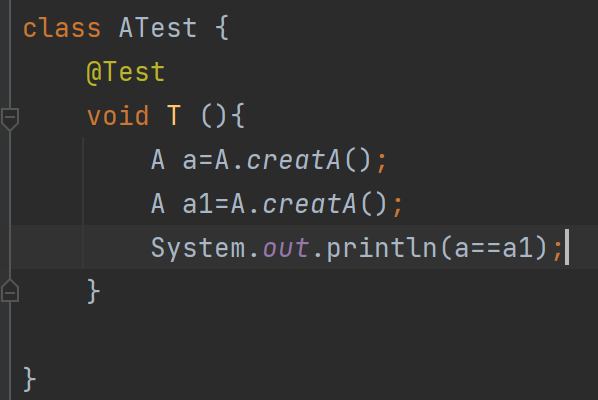 class ATest {
    @Test
    void T (){
        A a=A.creatA();
        A a1=A.creatA();
        System.out.println(a==a1);
    }
}